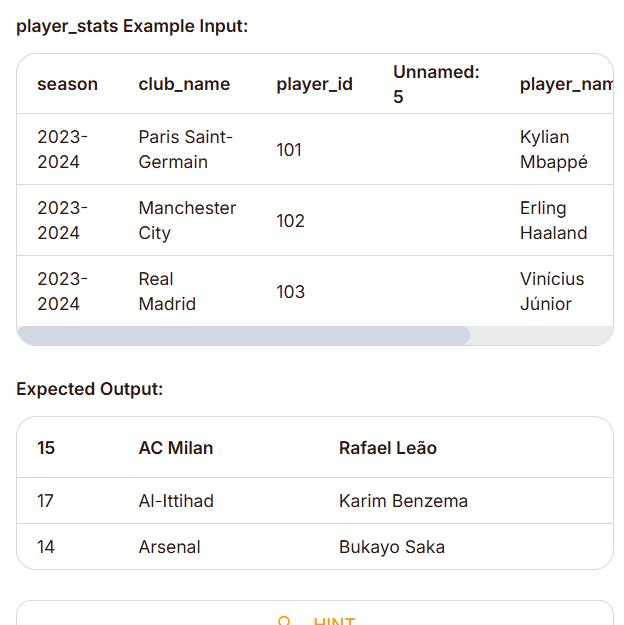 player_stats Example Input:
season club_name player_id Unnamed: 5 player_nam
2023-2024 Paris Saint-Germain 101 Kylian Mbappé
2023-2024 Manchester City 102 Erling Haaland
2023-2024 Real Madrid 103 Vinícius Júnior
Expected Output:
15 AC Milan Rafael Leão
17 Al-Ittihad Karim Benzema
14 Arsenal Bukayo Saka
HINT